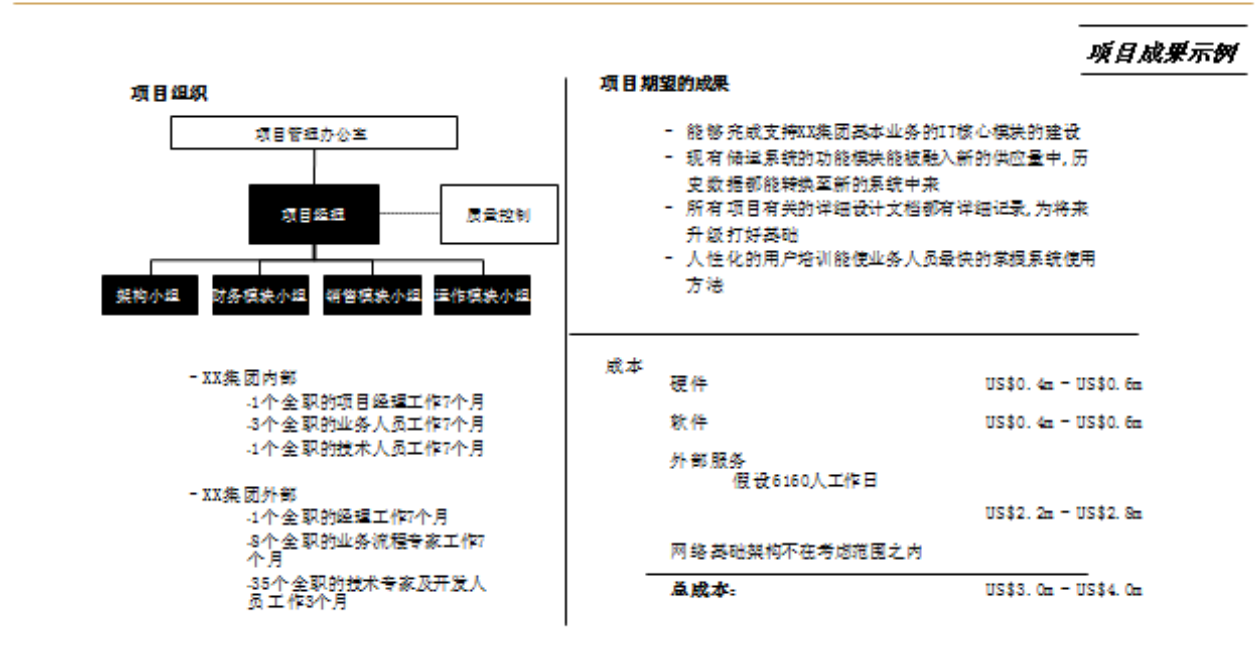 项目成果示例
项目组织
项目管理办公室
项目经理
质量控制
架构小组
财务模块小组
销售模块小组
运作模块小组
-XX集团内部
-1个全职的项目经理工作7个月
-3个全职的业务人员工作7个月
-1个全职的技术人员工作7个月
-XX集团外部
-1个全职的经理工作7个月
-8个全职的业务流程专家工作7
个月
-35个全职的技术专家及开发人
员工作3个月
项目期望的成果
- 能够完成支持XX集团基本业务的IT核心模块的建设
- 现有储运系统的功能模块能被融入新的供应量中,历
史数据都能转换至新的系统中来
- 所有项目有关的详细设计文档都有详细记录,为将来
升级打好基础
- 人性化的用户培训能使业务人员最快的掌握系统使用
方法
成本
硬件 US$0.4m - US$0.6m
软件 US$0.4m - US$0.6m
外部服务
假设6160人工作日
US$2.2m - US$2.8m
网络基础架构不在考虑范围之内
总成本: US$3.0m - US$4.0m